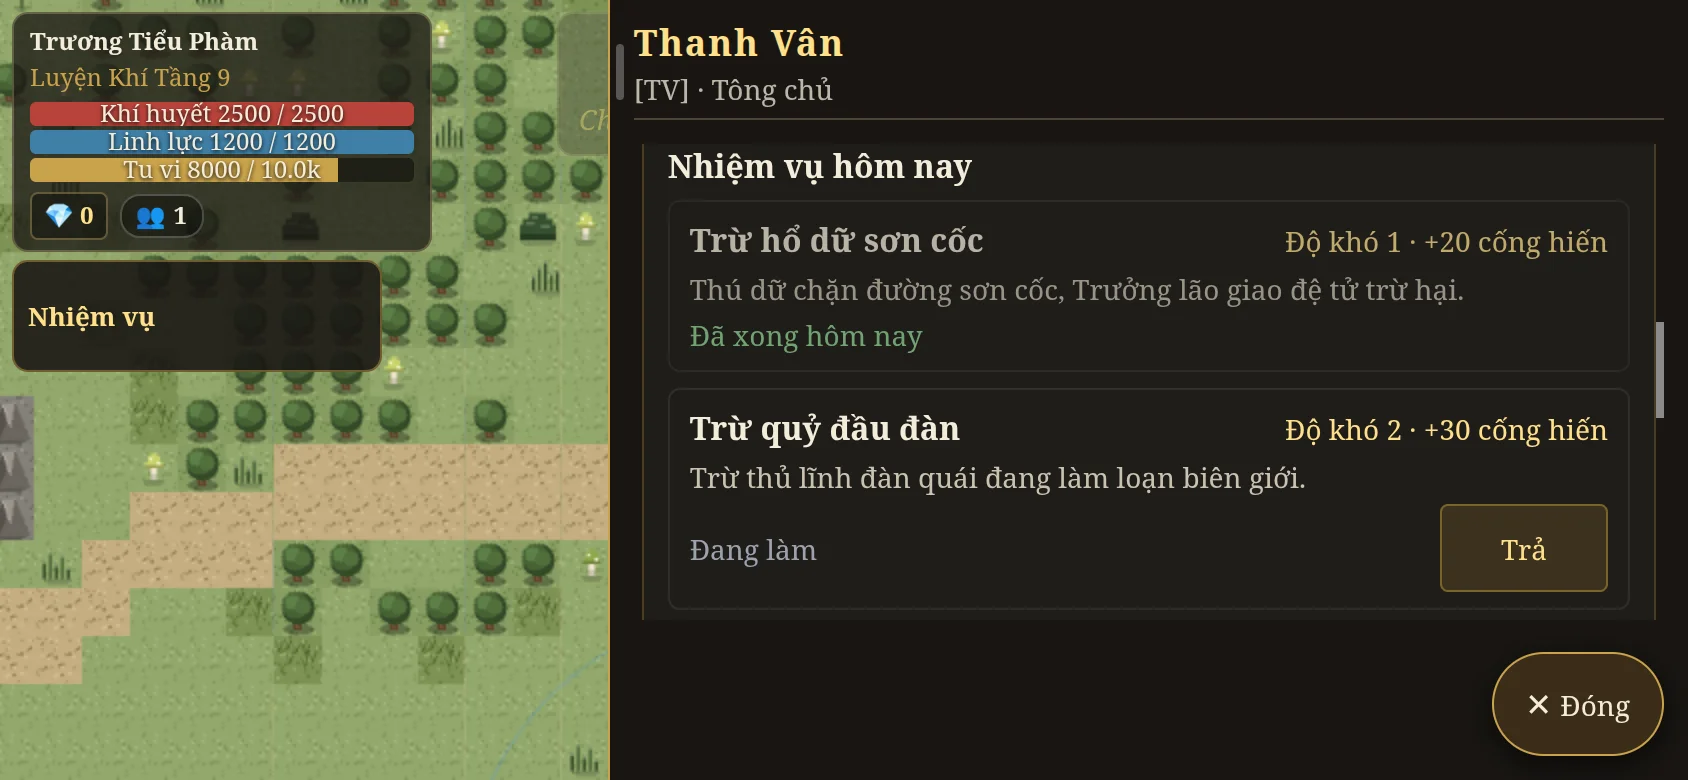 Trương Tiểu Phàm
Luyện Khí Tầng 9
Khí huyết 2500 / 2500
Linh lực 1200 / 1200
Tu vi 8000 / 10.0k
0
1
Nhiệm vụ
Ch
Thanh Vân
[TV] · Tông chủ
Nhiệm vụ hôm nay
Trừ hổ dữ sơn cốc
Độ khó 1 · +20 cống hiến
Thú dữ chặn đường sơn cốc, Trưởng lão giao đệ tử trừ hại.
Đã xong hôm nay
Trừ quỷ đầu đàn
Độ khó 2 · +30 cống hiến
Trừ thủ lĩnh đàn quái đang làm loạn biên giới.
Đang làm
Trả
✕ Đóng